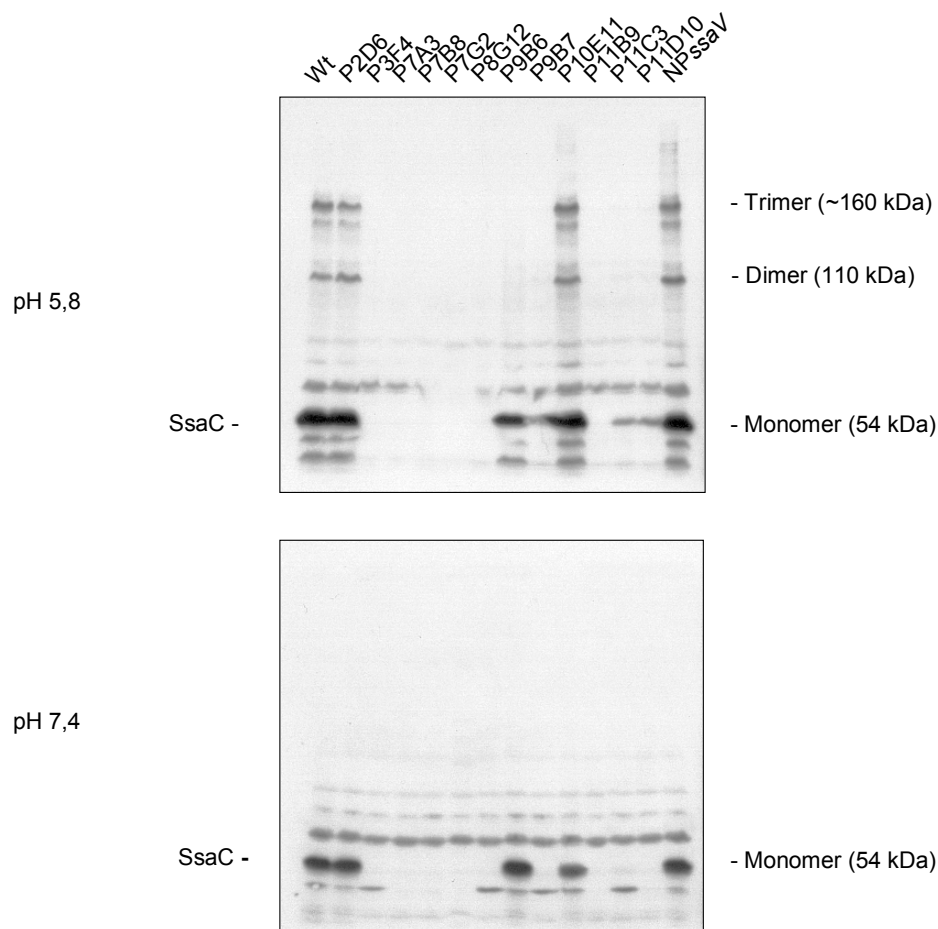 Wt
P2D6
P3F4
P7A3
P7B8
P7G2
P8G12
P9B6
P9B7
P10E11
P11B9
P11C3
P11D10
NPssaV
- Trimer (~160 kDa)
- Dimer (110 kDa)
pH 5,8
SsaC -
- Monomer (54 kDa)
pH 7,4
SsaC -
- Monomer (54 kDa)